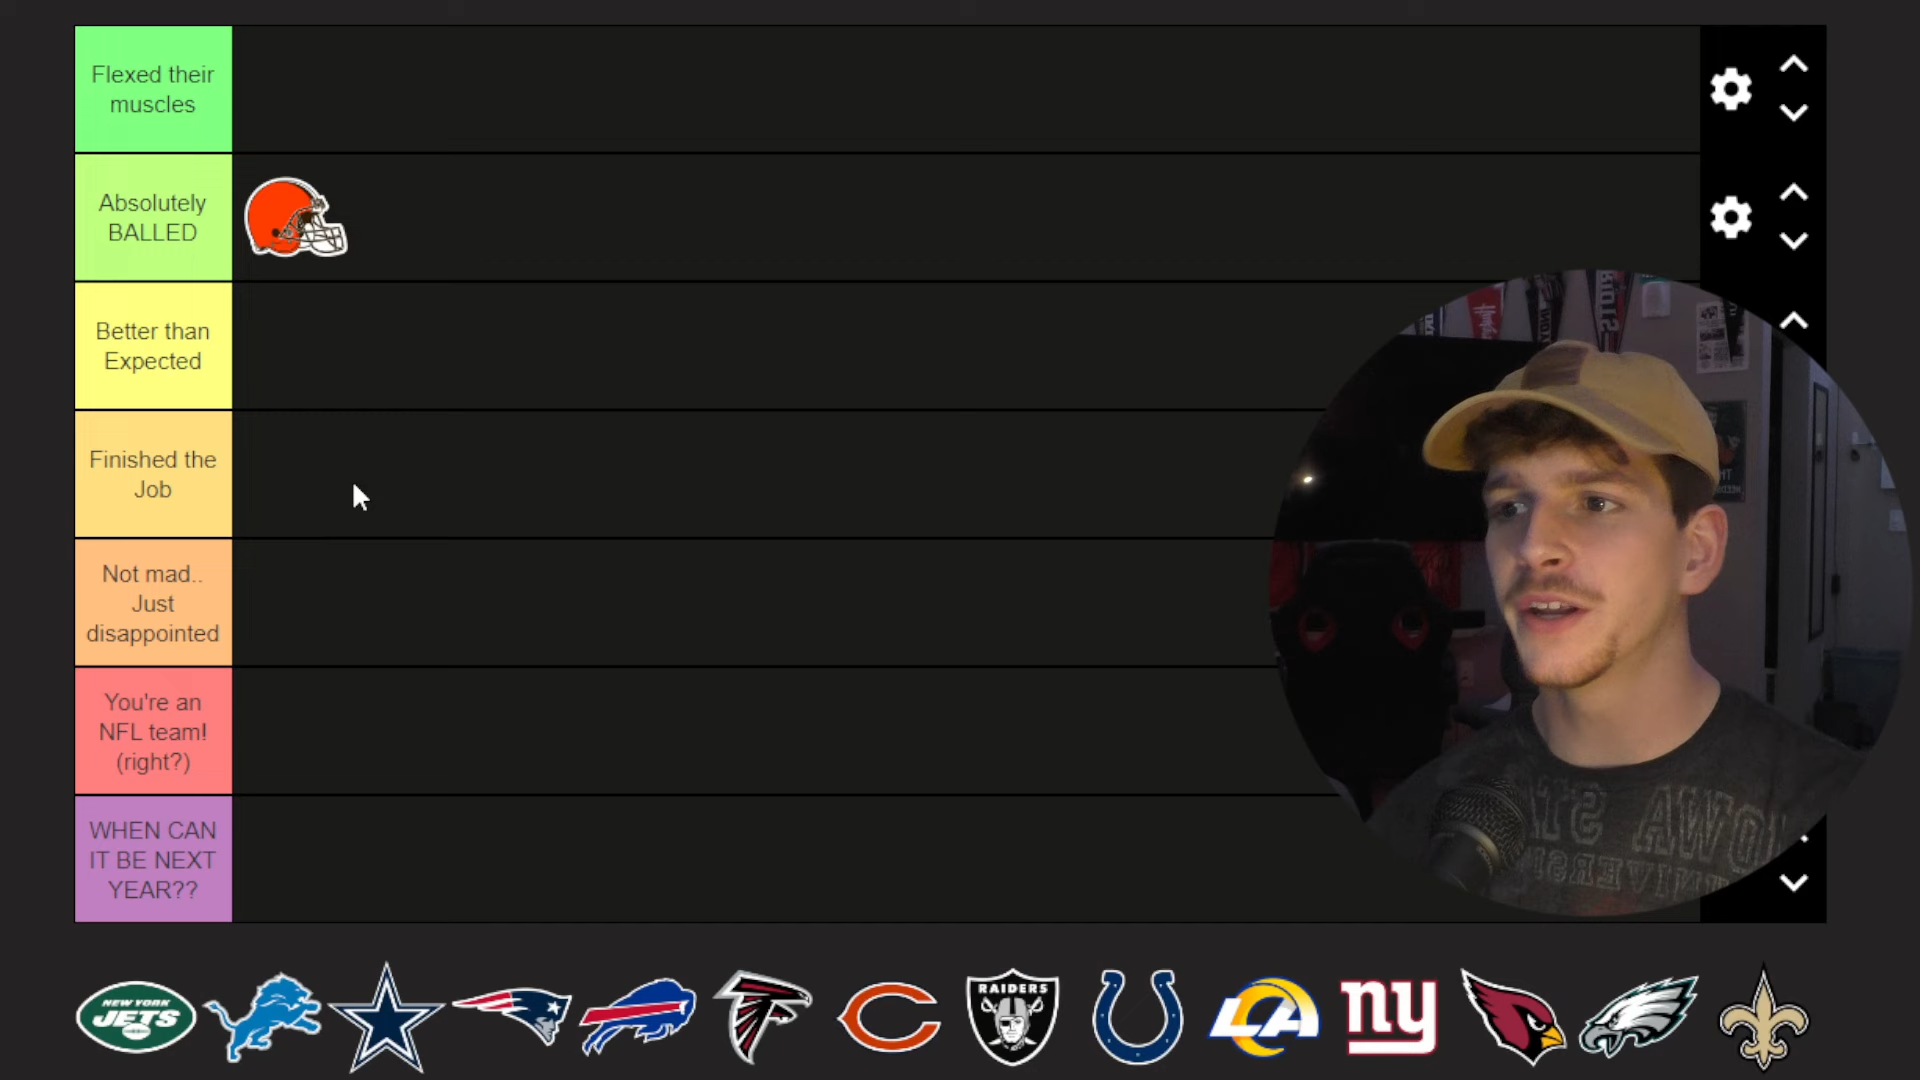 Flexed their
muscles
Absolutely
BALLED
Better than
Expected
Finished the
Job
Not mad..
Just
disappointed
You're an
NFL team!
(right?)
WHEN CAN
IT BE NEXT
YEAR??
NEW YORK
JETS
RAIDERS
LA
ny